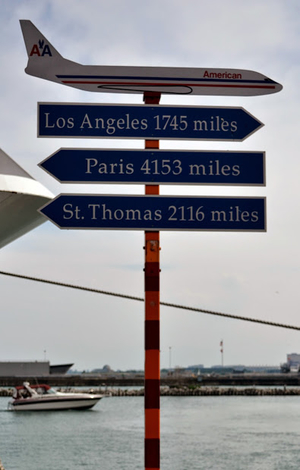 AA
American
Los Angeles 1745 miles
Paris 4153 miles
St. Thomas 2116 miles